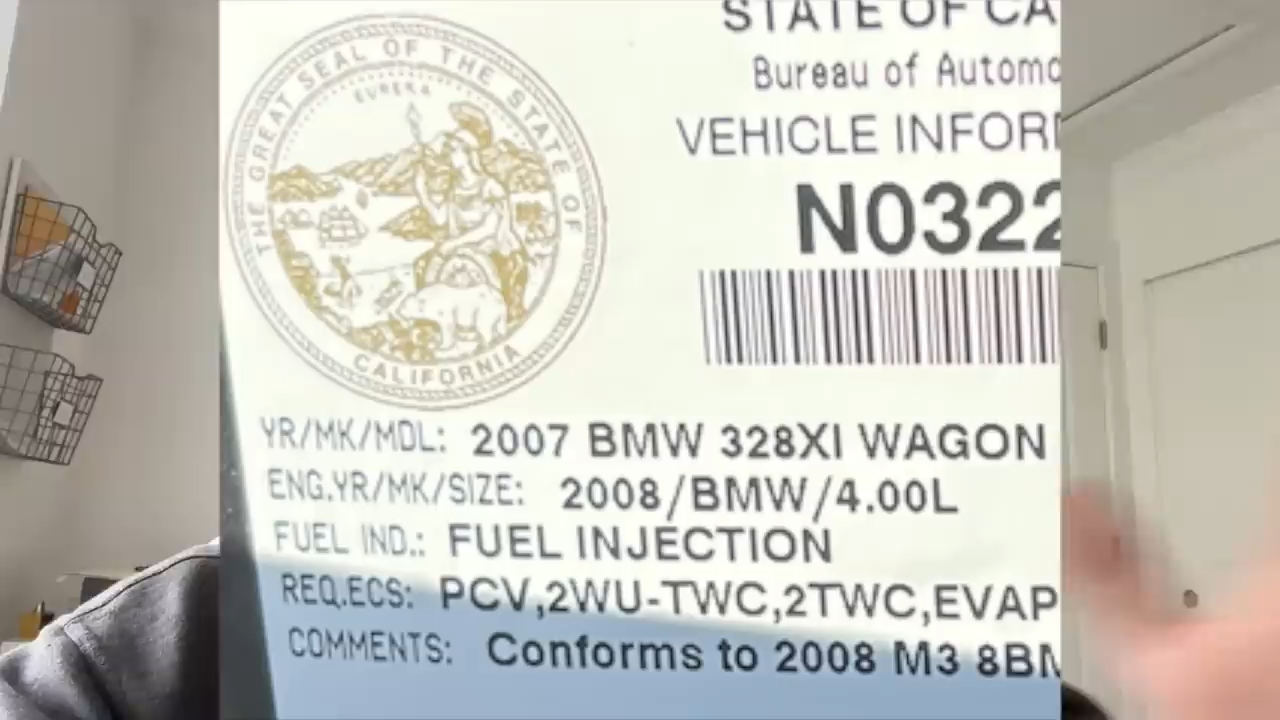 THE GREAT SEAL OF THE STATE OF CALIFORNIA
EUREKA
STATE OF CA
Bureau of Automo
VEHICLE INFOR
N0322
YR/MK/MDL: 2007 BMW 328XI WAGON
ENG.YR/MK/SIZE: 2008/BMW/4.00L
FUEL IND.: FUEL INJECTION
REQ.ECS: PCV,2WU-TWC,2TWC,EVAP
COMMENTS: Conforms to 2008 M3 8BM